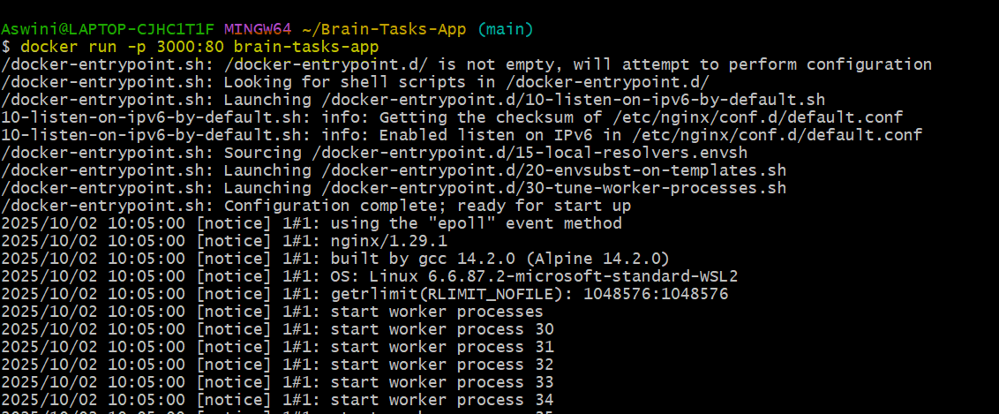 Aswini@LAPTOP-CJHC1T1F MINGW64 ~/Brain-Tasks-App (main)
$ docker run -p 3000:80 brain-tasks-app
/docker-entrypoint.sh: /docker-entrypoint.d/ is not empty, will attempt to perform configuration
/docker-entrypoint.sh: Looking for shell scripts in /docker-entrypoint.d/
/docker-entrypoint.sh: Launching /docker-entrypoint.d/10-listen-on-ipv6-by-default.sh
10-listen-on-ipv6-by-default.sh: info: Getting the checksum of /etc/nginx/conf.d/default.conf
10-listen-on-ipv6-by-default.sh: info: Enabled listen on IPv6 in /etc/nginx/conf.d/default.conf
/docker-entrypoint.sh: Sourcing /docker-entrypoint.d/15-local-resolvers.envsh
/docker-entrypoint.sh: Launching /docker-entrypoint.d/20-envsubst-on-templates.sh
/docker-entrypoint.sh: Launching /docker-entrypoint.d/30-tune-worker-processes.sh
/docker-entrypoint.sh: Configuration complete; ready for start up
2025/10/02 10:05:00 [notice] 1#1: using the "epoll" event method
2025/10/02 10:05:00 [notice] 1#1: nginx/1.29.1
2025/10/02 10:05:00 [notice] 1#1: built by gcc 14.2.0 (Alpine 14.2.0)
2025/10/02 10:05:00 [notice] 1#1: OS: Linux 6.6.87.2-microsoft-standard-WSL2
2025/10/02 10:05:00 [notice] 1#1: getrlimit(RLIMIT_NOFILE): 1048576:1048576
2025/10/02 10:05:00 [notice] 1#1: start worker processes
2025/10/02 10:05:00 [notice] 1#1: start worker process 30
2025/10/02 10:05:00 [notice] 1#1: start worker process 31
2025/10/02 10:05:00 [notice] 1#1: start worker process 32
2025/10/02 10:05:00 [notice] 1#1: start worker process 33
2025/10/02 10:05:00 [notice] 1#1: start worker process 34